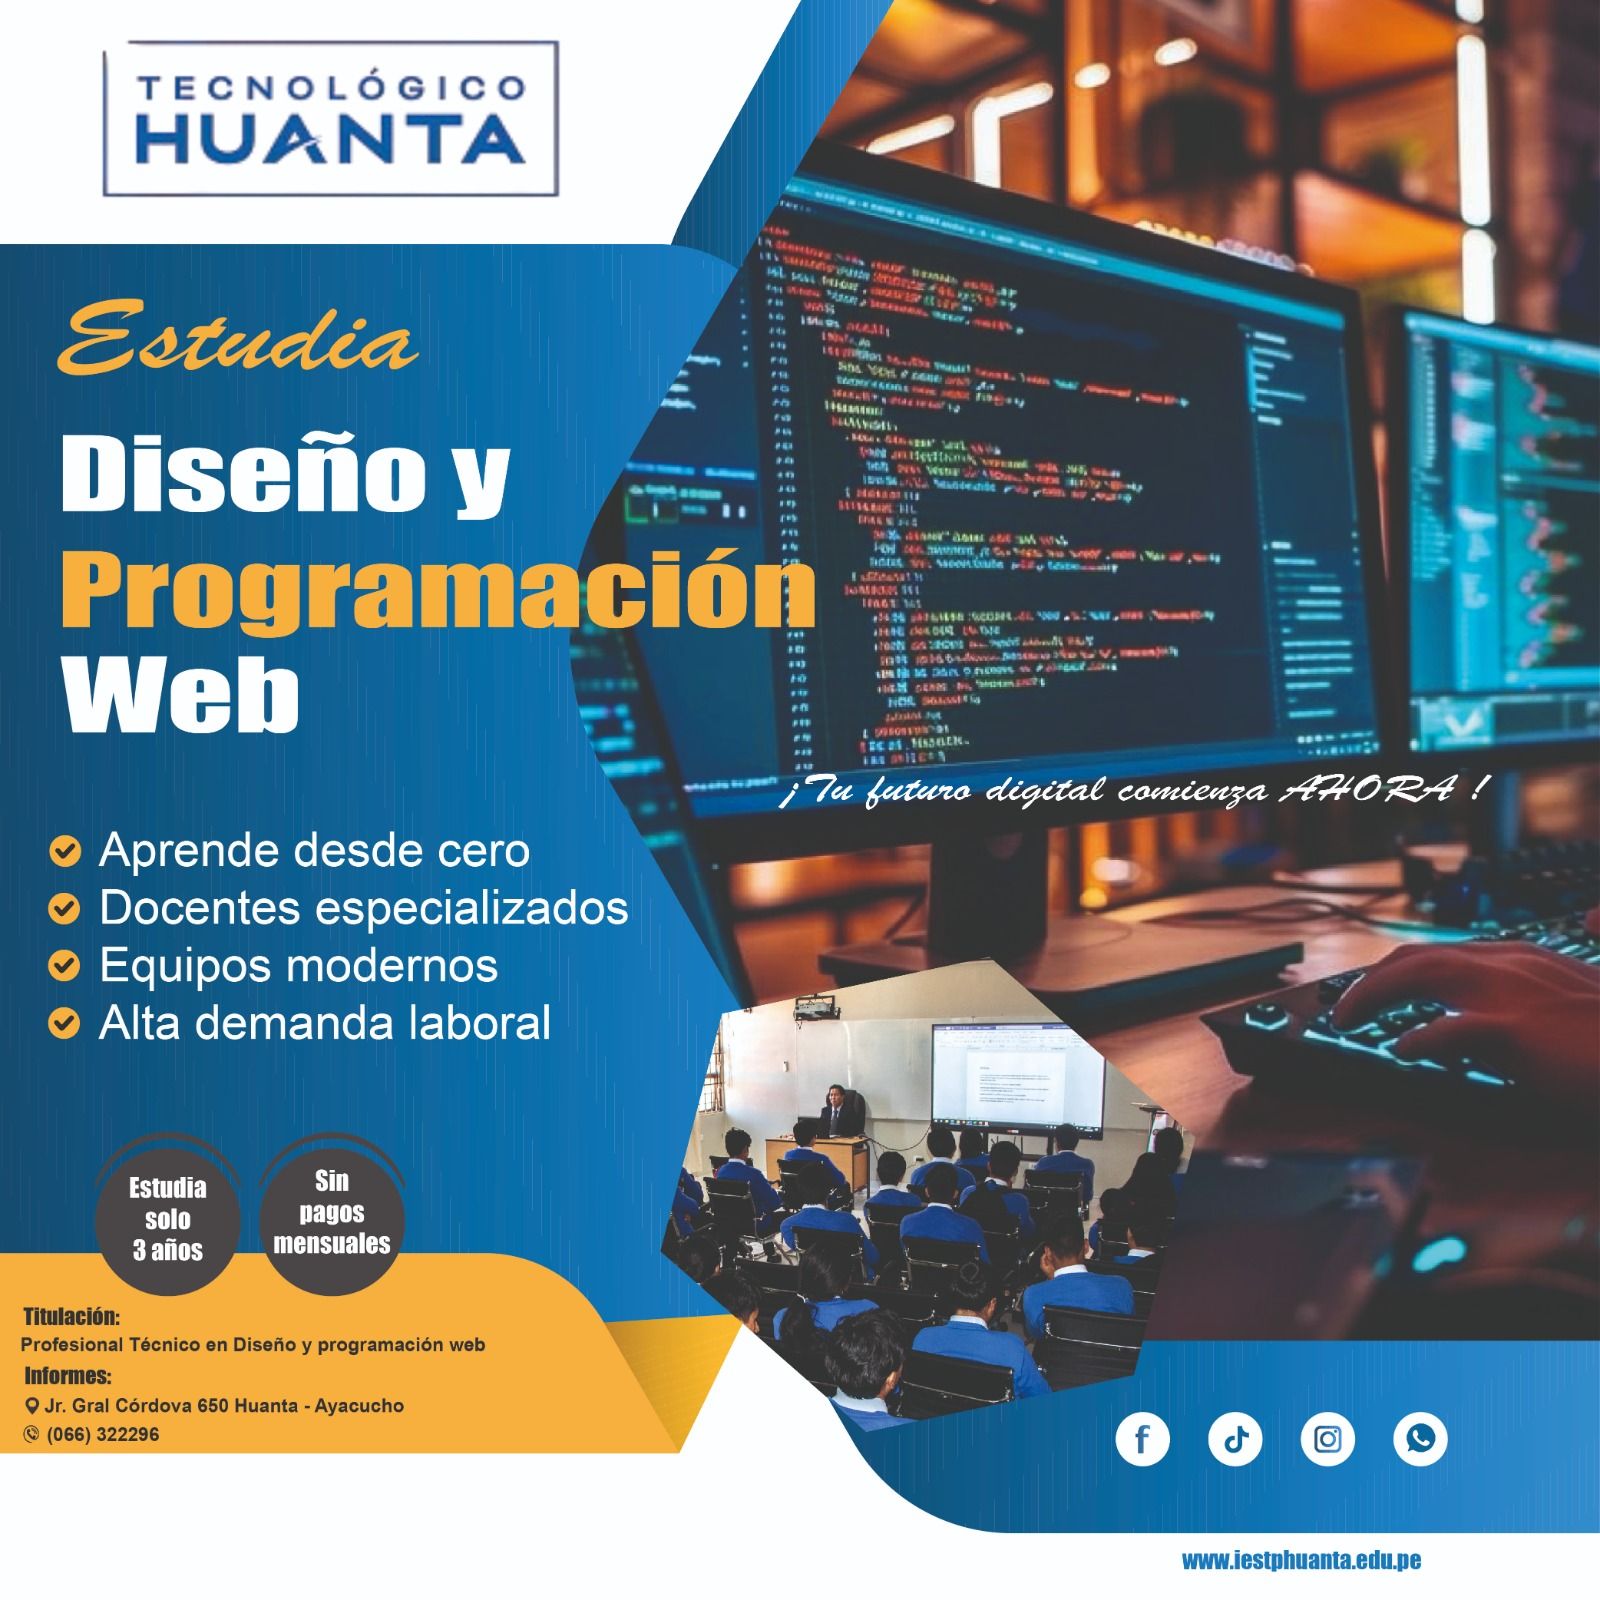 TECNOLÓGICO
HUANTA
Estudia
Diseño y
Programación
Web
¡Tu futuro digital comienza AHORA !
Aprende desde cero
Docentes especializados
Equipos modernos
Alta demanda laboral
Estudia
solo
3 años
Sin
pagos
mensuales
Titulación:
Profesional Técnico en Diseño y programación web
Informes:
Jr. Gral Córdova 650 Huanta - Ayacucho
(066) 322296
www.iestphuanta.edu.pe